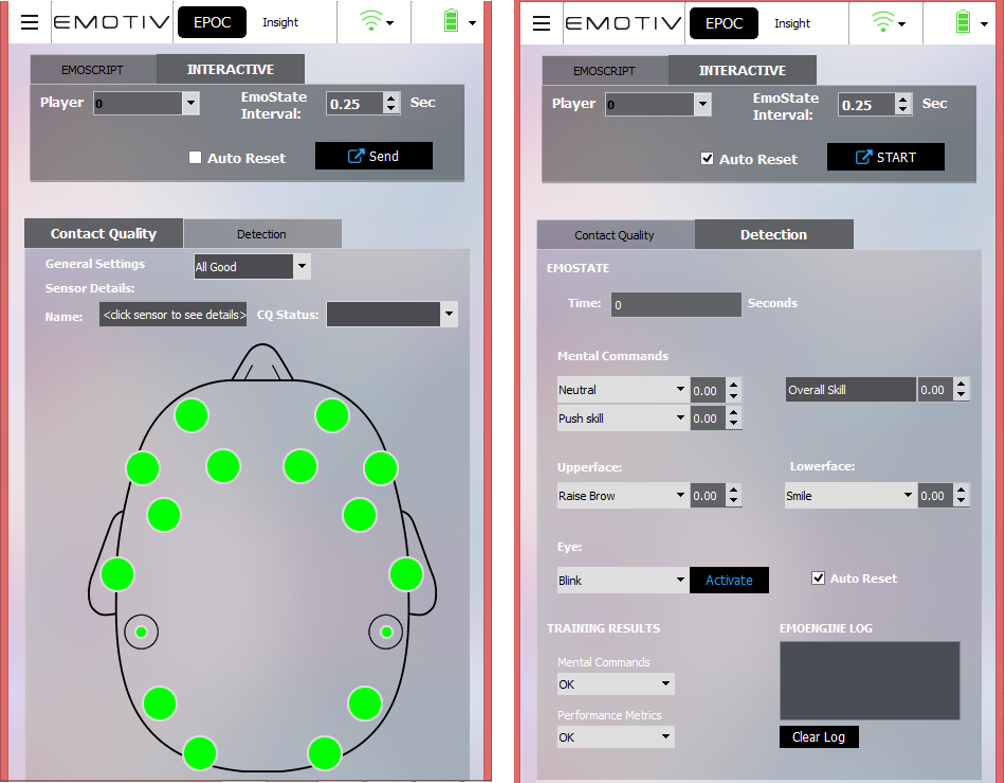 EMOTIV EPOC Insight
EMOSCRIPT INTERACTIVE
Player 0 EmoState Interval: 0.25 Sec
Auto Reset Send
Contact Quality Detection
General Settings All Good
Sensor Details:
Name: <click sensor to see details> CQ Status:
EMOTIV EPOC Insight
EMOSCRIPT INTERACTIVE
Player 0 EmoState Interval: 0.25 Sec
Auto Reset START
Contact Quality Detection
EMOSTATE
Time: 0 Seconds
Mental Commands
Neutral 0.00 Overall Skill 0.00
Push skill 0.00
Upperface: Lowerface:
Raise Brow 0.00 Smile 0.00
Eye:
Blink Activate Auto Reset
TRAINING RESULTS EMOENGINE LOG
Mental Commands
OK
Performance Metrics
OK Clear Log